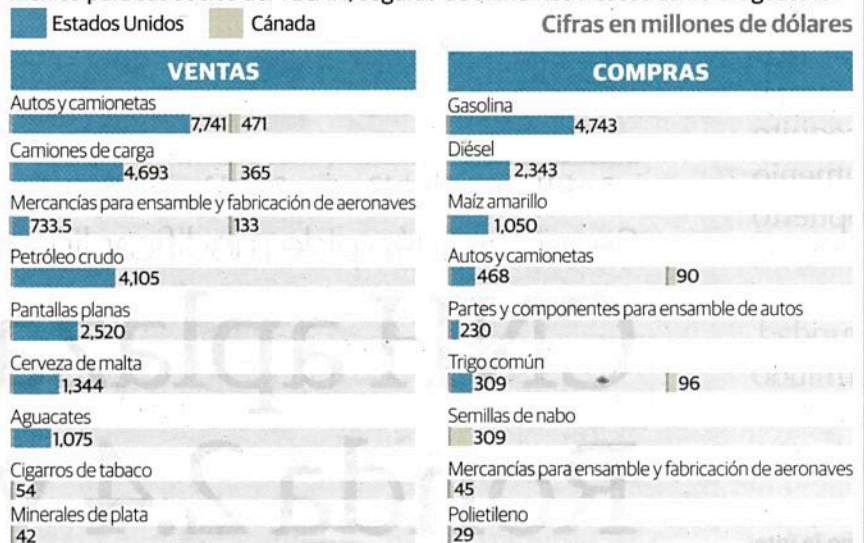 Estados Unidos
Cánada
Cifras en millones de dólares
VENTAS
Autos y camionetas
7,741 471
Camiones de carga
4,693 365
Mercancías para ensamble y fabricación de aeronaves
733.5 133
Petróleo crudo
4,105
Pantallas planas
2,520
Cerveza de malta
1,344
Aguacates
1,075
Cigarros de tabaco
54
Minerales de plata
42
COMPRAS
Gasolina
4,743
Diésel
2,343
Maíz amarillo
1,050
Autos y camionetas
468 90
Partes y componentes para ensamble de autos
230
Trigo común
309 96
Semillas de nabo
309
Mercancías para ensamble y fabricación de aeronaves
45
Polietileno
29